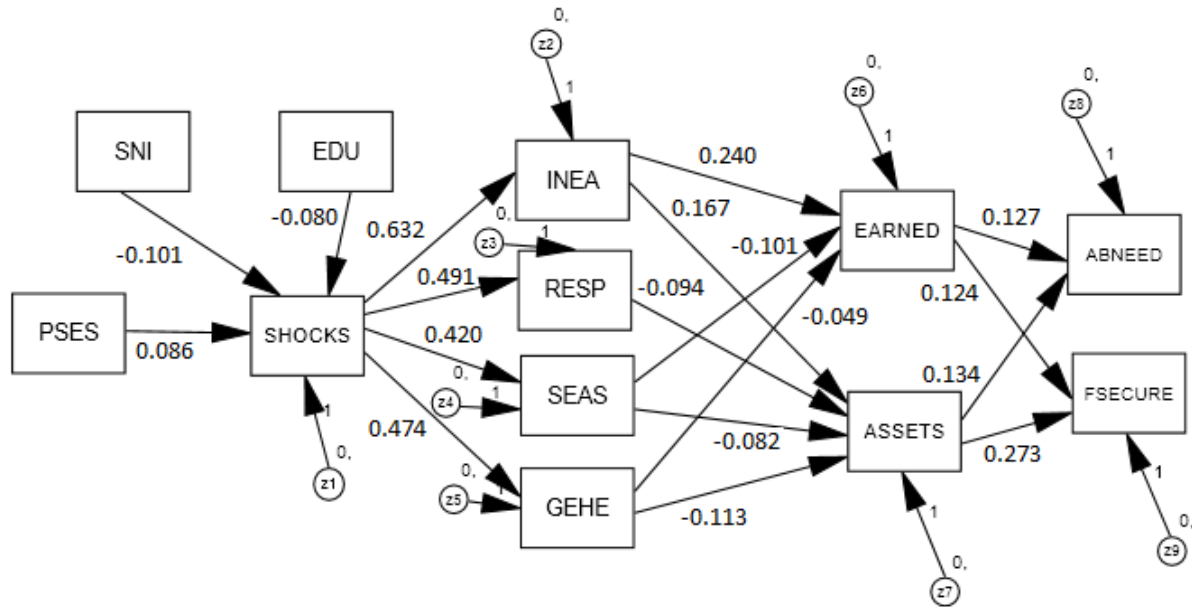 0,
z2
1
0,
z6
1
0,
z8
1
SNI
EDU
INEA
0.240
0.167
-0.080
0.632
0,
z3
1
EARNED
0.127
ABNEED
-0.101
-0.101
0.491
RESP
-0.094
-0.049
0.124
PSES
0.086
SHOCKS
0.420
0,
z4
1
SEAS
0.134
FSECURE
1
0,
z1
0.474
-0.082
ASSETS
0.273
0,
z5
1
GEHE
-0.113
1
0,
z7
1
0,
z9